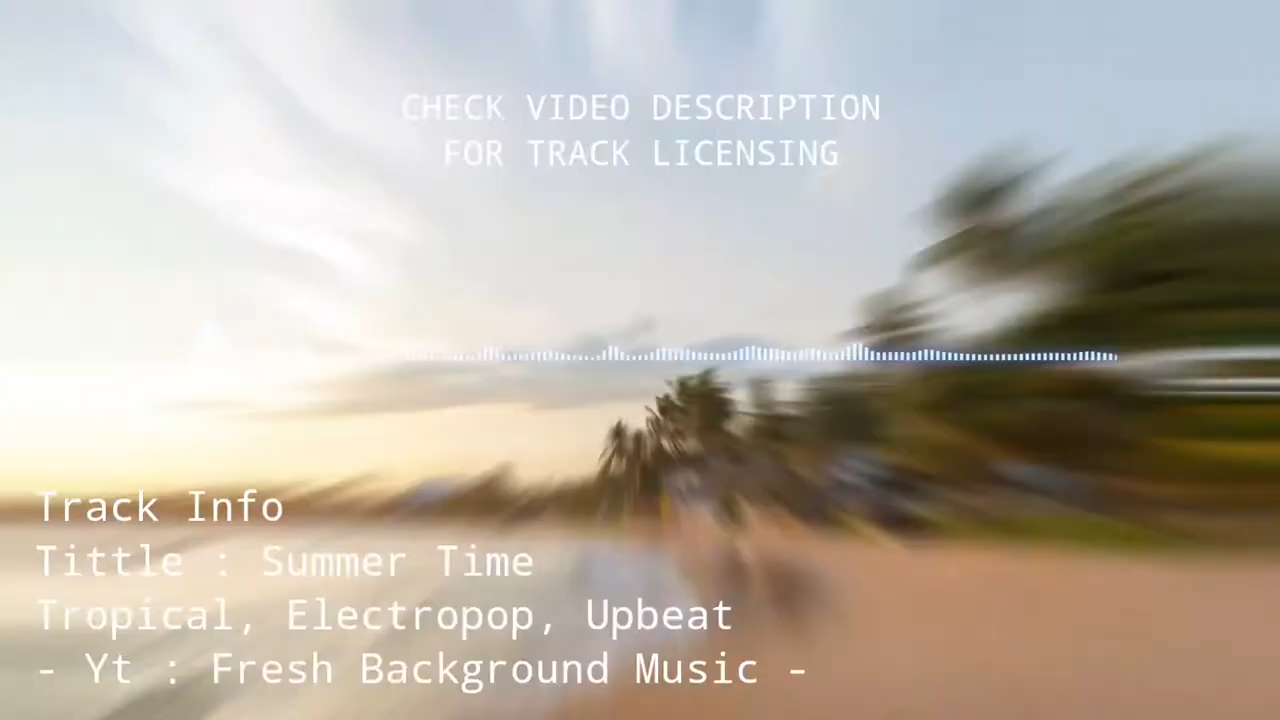 CHECK VIDEO DESCRIPTION
FOR TRACK LICENSING
Track Info
Tittle : Summer Time
Tropical, Electropop, Upbeat
- Yt : Fresh Background Music -